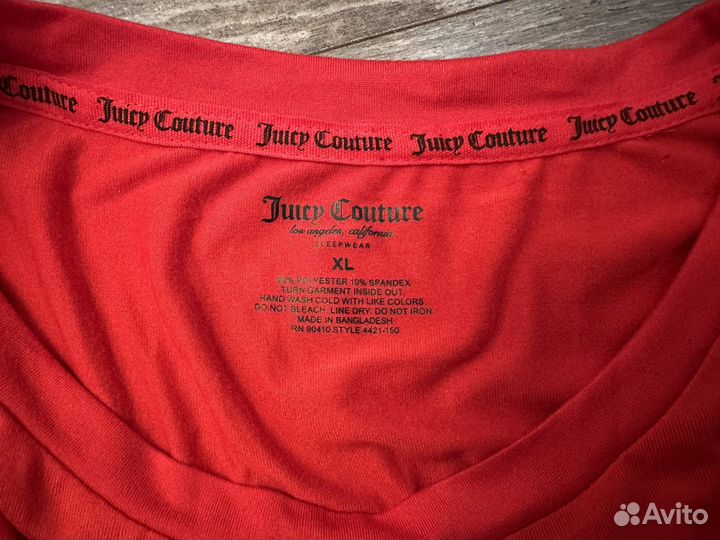 Couture Juicy Couture Juicy Couture Juicy Couture Juicy Couture
Juicy Couture
los angeles, california
SLEEPWEAR
XL
90% POLYESTER 10% SPANDEX
TURN GARMENT INSIDE OUT.
HAND WASH COLD WITH LIKE COLORS.
DO NOT BLEACH. LINE DRY. DO NOT IRON.
MADE IN BANGLADESH
RN 90410 STYLE 4421-150
Avito